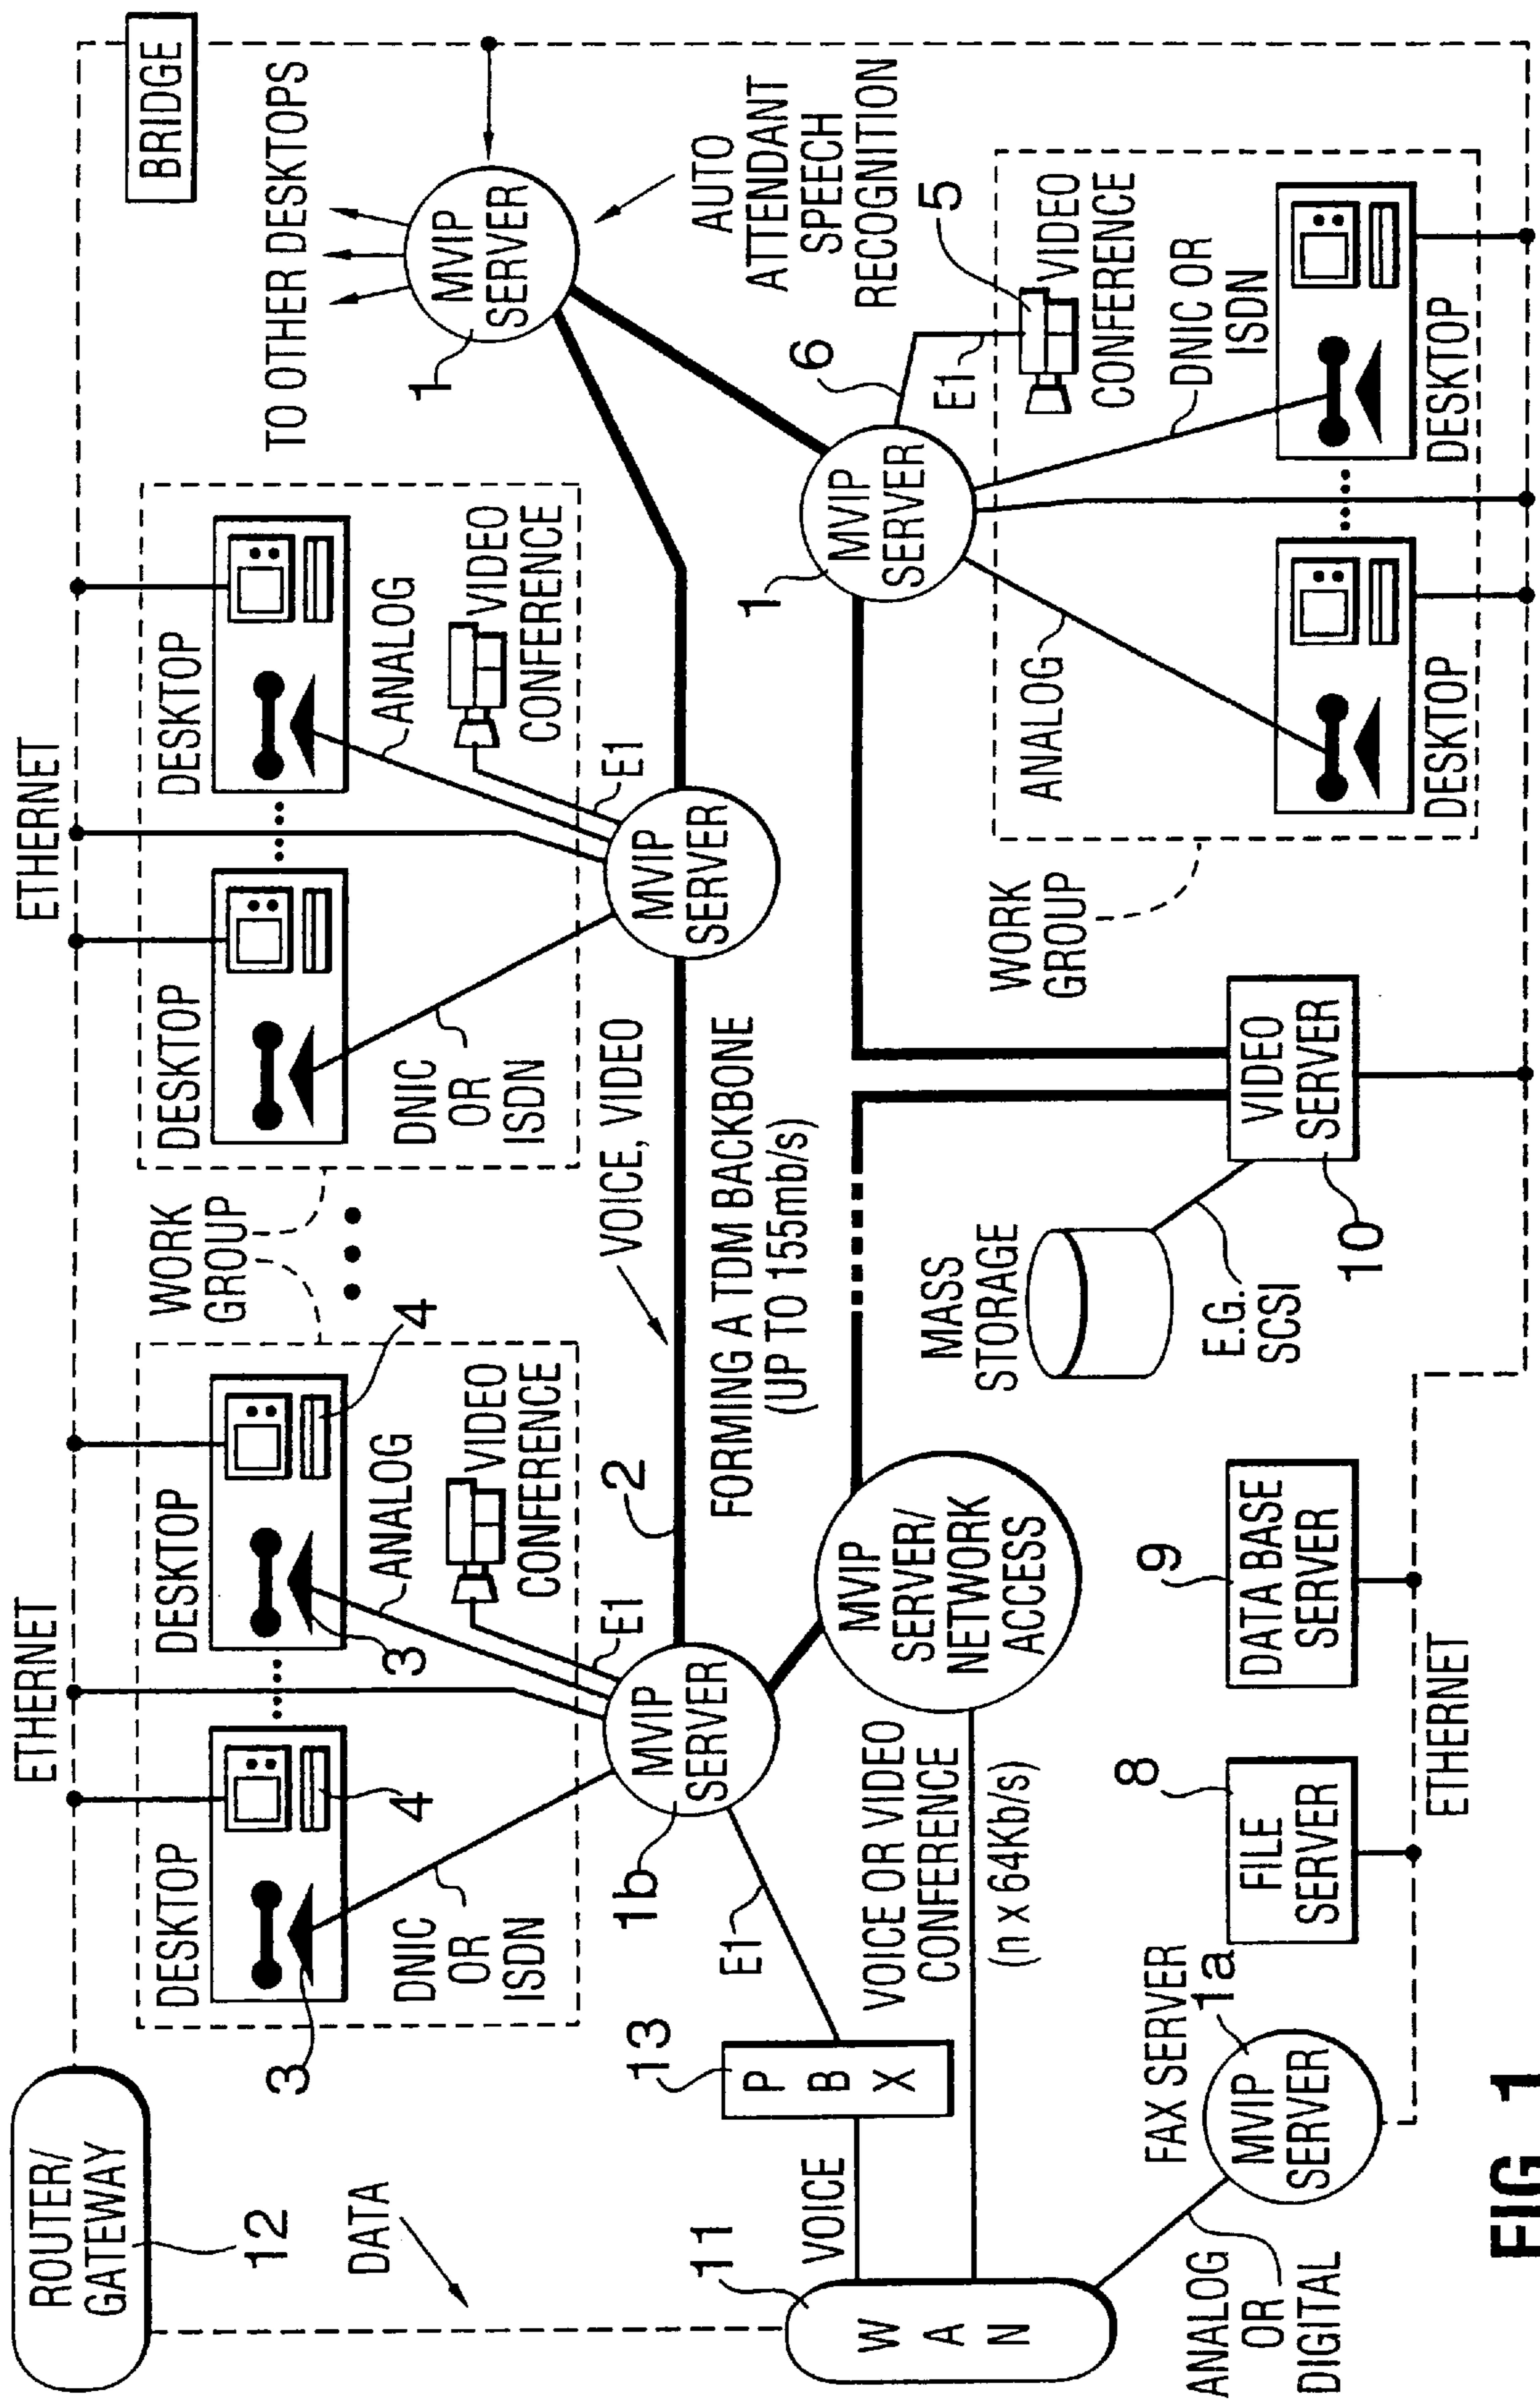 ROUTER/
GATEWAY
12
DATA
ETHERNET
ETHERNET
BRIDGE
DESKTOP
DESKTOP
3
4
3
4
DNIC
OR
ISDN
ANALOG
VIDEO
CONFERENCE
E1
WORK
GROUP
DESKTOP
DESKTOP
DNIC
OR
ISDN
ANALOG
VIDEO
CONFERENCE
E1
TO OTHER DESKTOPS
MVIP
SERVER
1b
MVIP
SERVER
MVIP
SERVER
1
VOICE, VIDEO
2
FORMING A TDM BACKBONE
(UP TO 155mb/s)
AUTO
ATTENDANT
SPEECH
RECOGNITION
E1
13
P
B
X
VOICE
11
W
A
N
VOICE OR VIDEO
CONFERENCE
(n x 64Kb/s)
MVIP
SERVER/
NETWORK
ACCESS
MVIP
SERVER
1
6
E1
5
VIDEO
CONFERENCE
ANALOG
DNIC OR
ISDN
DESKTOP
DESKTOP
WORK
GROUP
MASS
STORAGE
E.G.
SCSI
VIDEO
SERVER
10
ANALOG
OR
DIGITAL
FAX SERVER
1a
MVIP
SERVER
8
FILE
SERVER
9
DATA BASE
SERVER
ETHERNET
FIG. 1